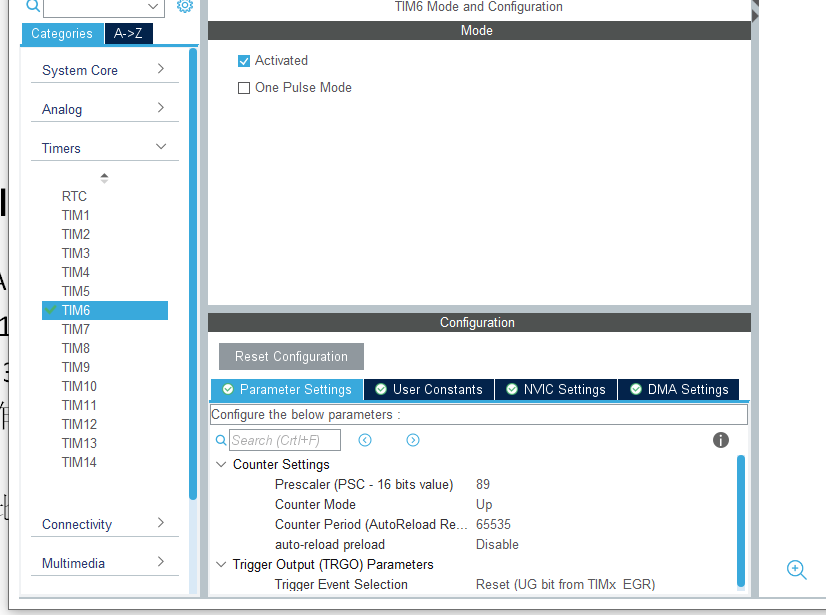 TIM6 Mode and Configuration
Categories
A->Z
Mode
System Core
Activated
One Pulse Mode
Analog
Timers
RTC
TIM1
TIM2
TIM3
TIM4
TIM5
TIM6
TIM7
TIM8
TIM9
TIM10
TIM11
TIM12
TIM13
TIM14
Connectivity
Multimedia
Configuration
Reset Configuration
Parameter Settings
User Constants
NVIC Settings
DMA Settings
Configure the below parameters :
Search (Crtl+F)
Counter Settings
Prescaler (PSC - 16 bits value) 89
Counter Mode Up
Counter Period (AutoReload Re... 65535
auto-reload preload Disable
Trigger Output (TRGO) Parameters
Trigger Event Selection Reset (UG bit from TIMx_EGR)